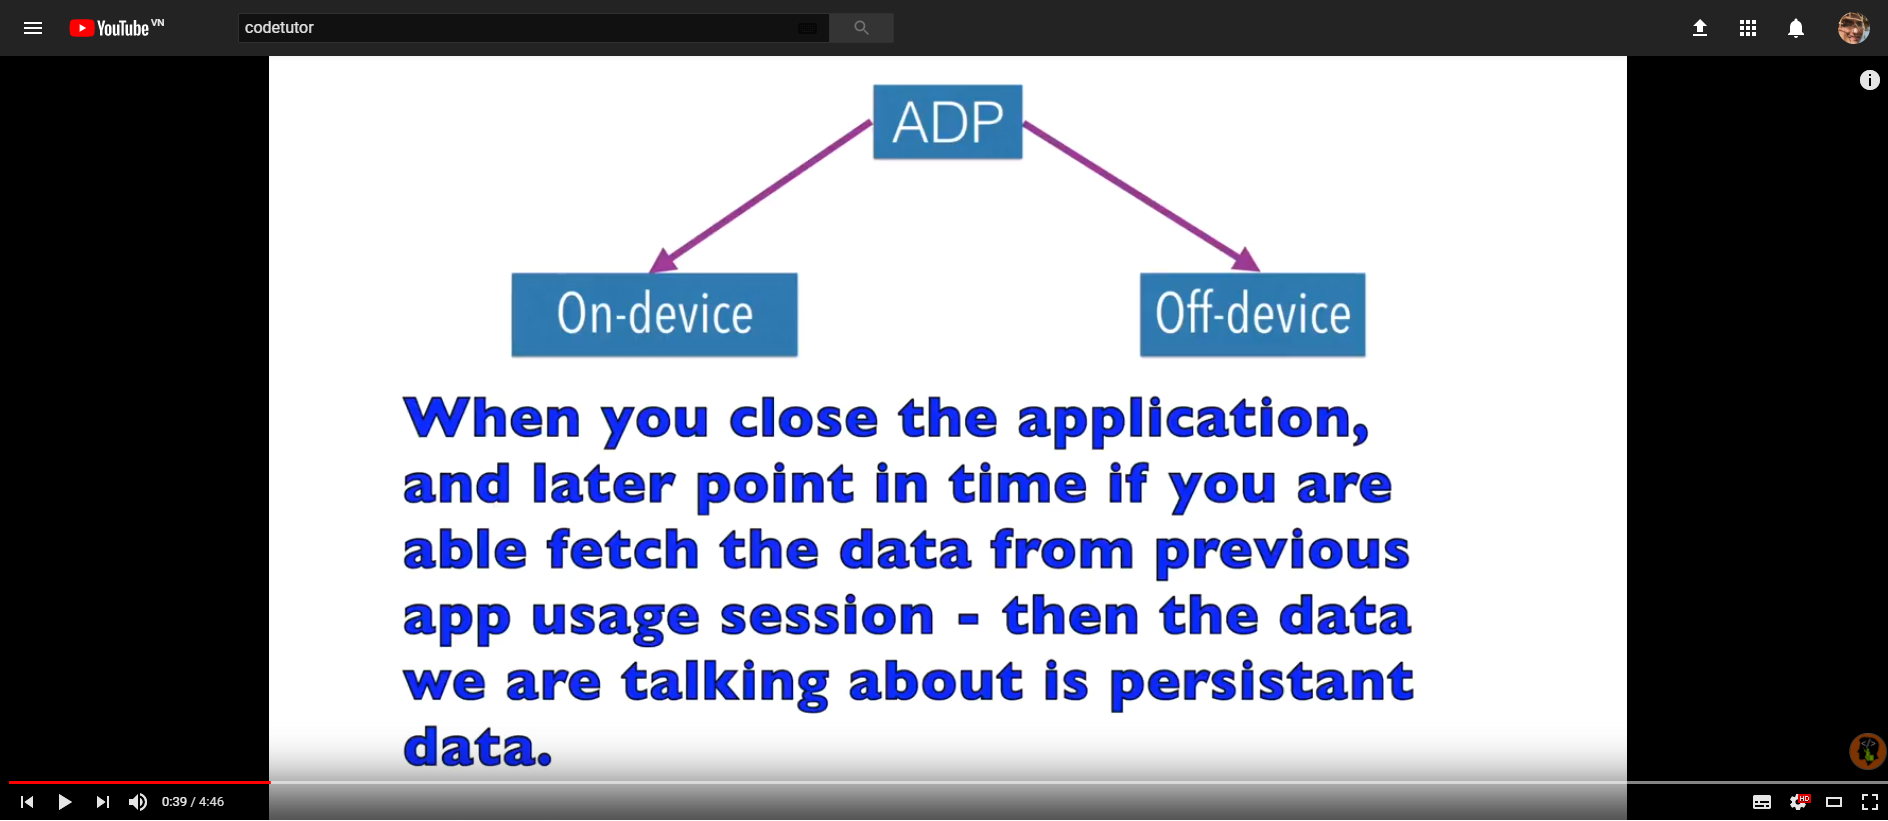 YouTube VN
codetutor
ADP
On-device
Off-device
When you close the application,
and later point in time if you are
able fetch the data from previous
app usage session - then the data
we are talking about is persistant
data.
0:39 / 4:46
HD